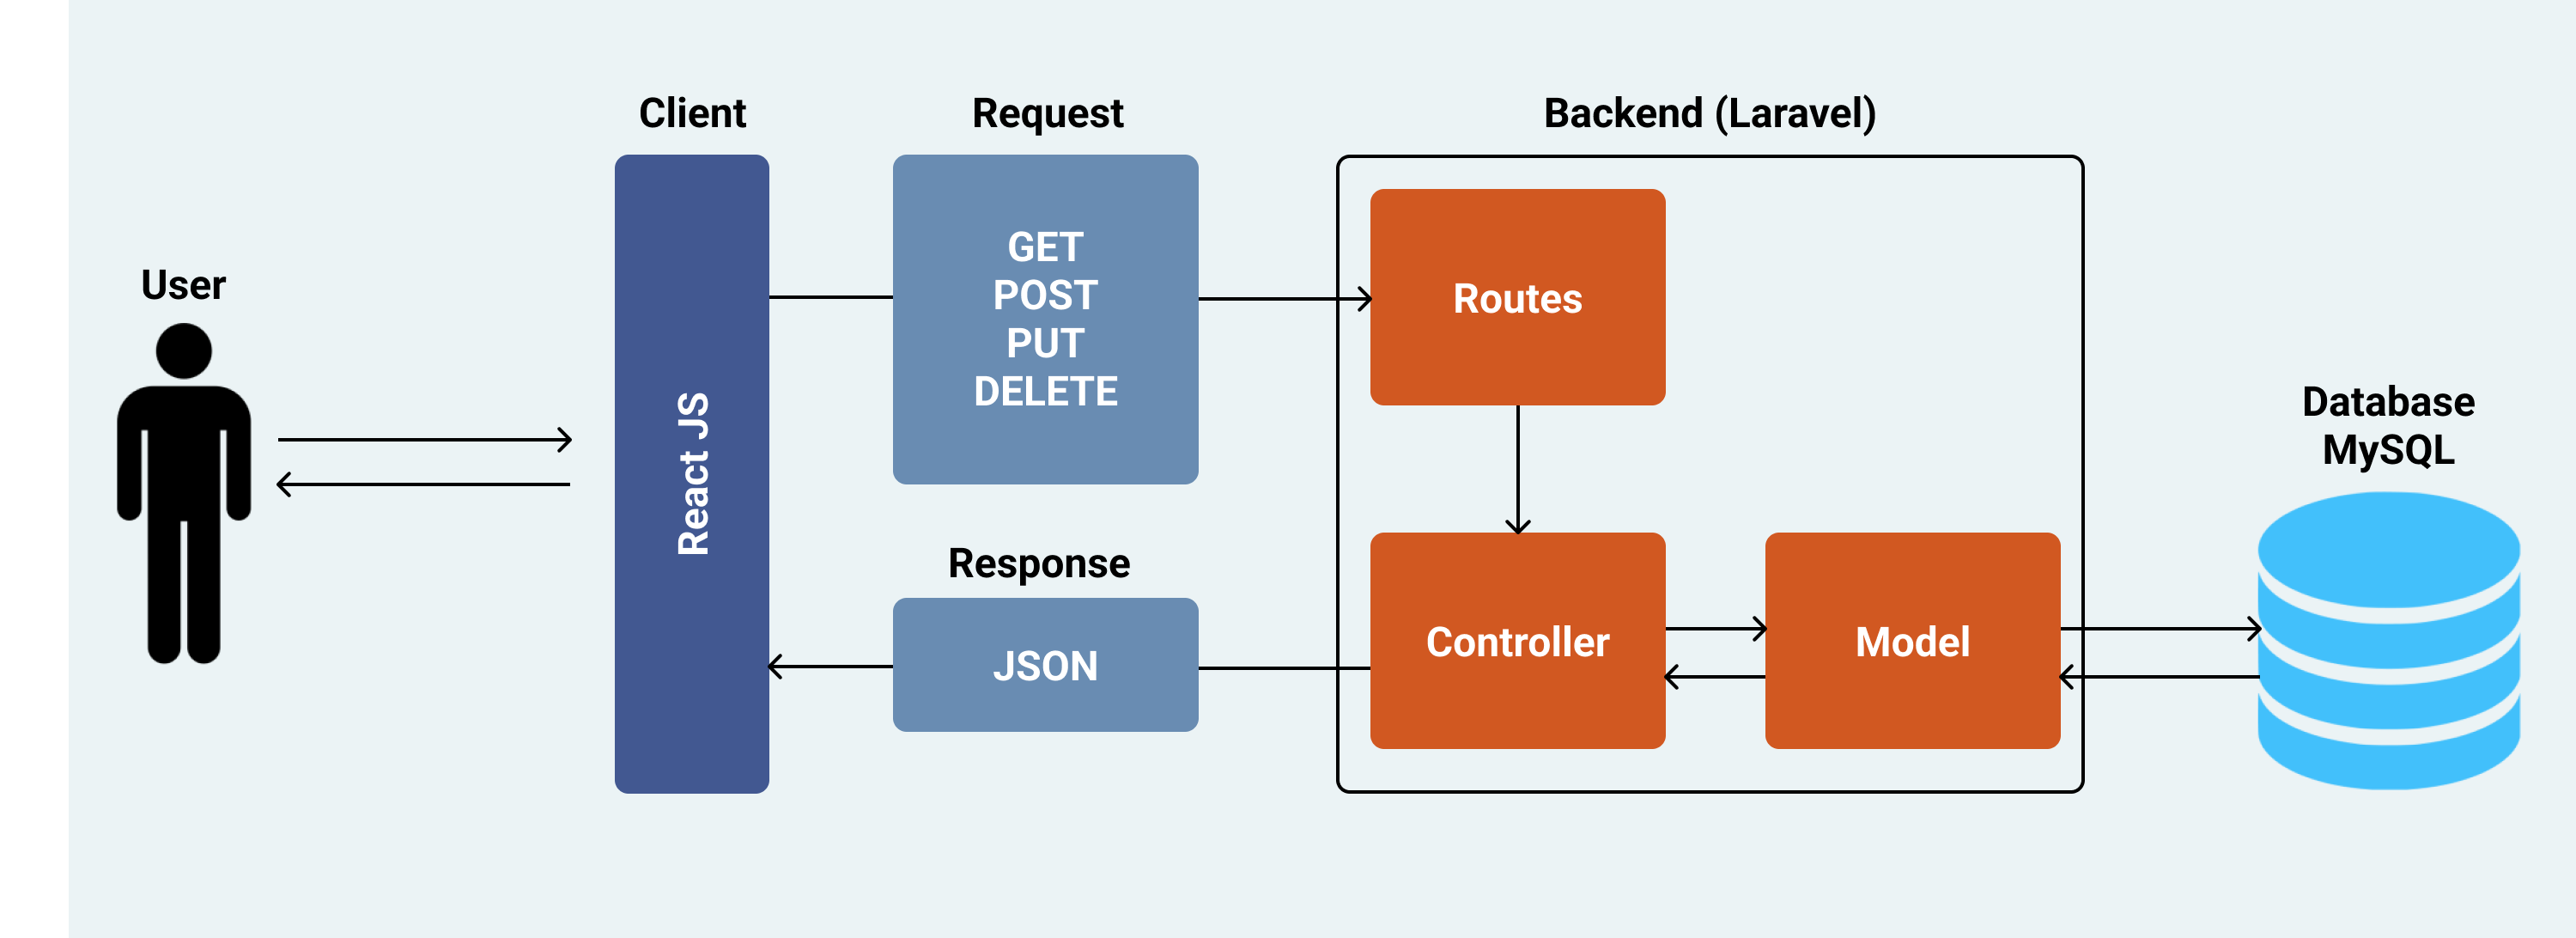 User
Client
React JS
Request
GET
POST
PUT
DELETE
Response
JSON
Backend (Laravel)
Routes
Controller
Model
Database
MySQL